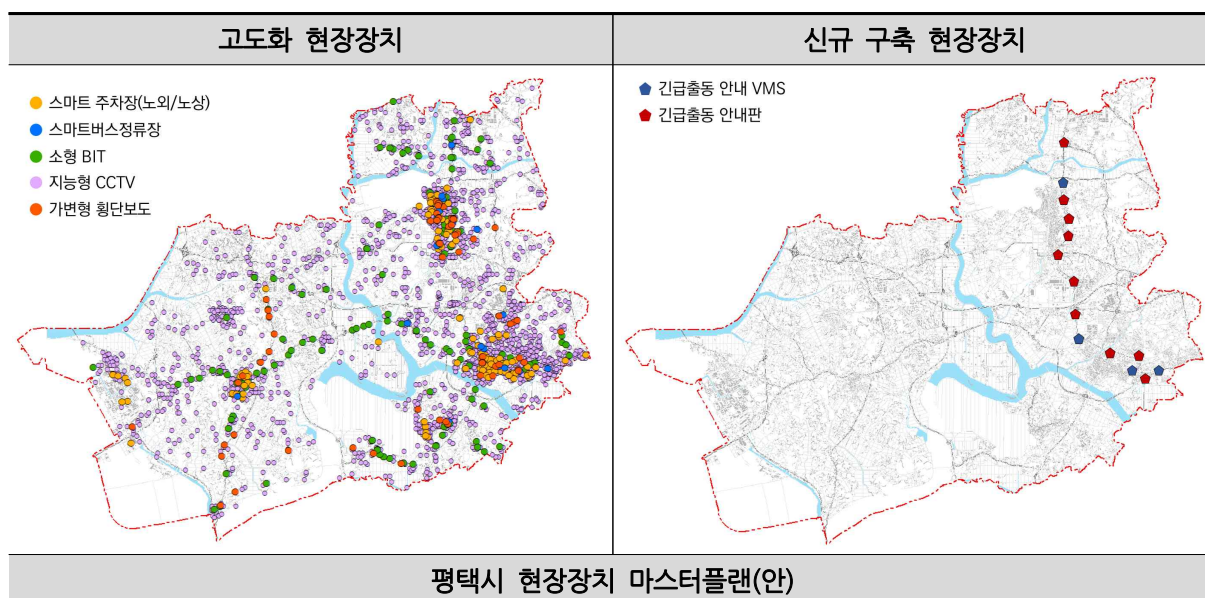 고도화 현장장치
신규 구축 현장장치
스마트 주차장(노외/노상)
스마트버스정류장
소형 BIT
지능형 CCTV
가변형 횡단보도
긴급출동 안내 VMS
긴급출동 안내판
평택시 현장장치 마스터플랜(안)